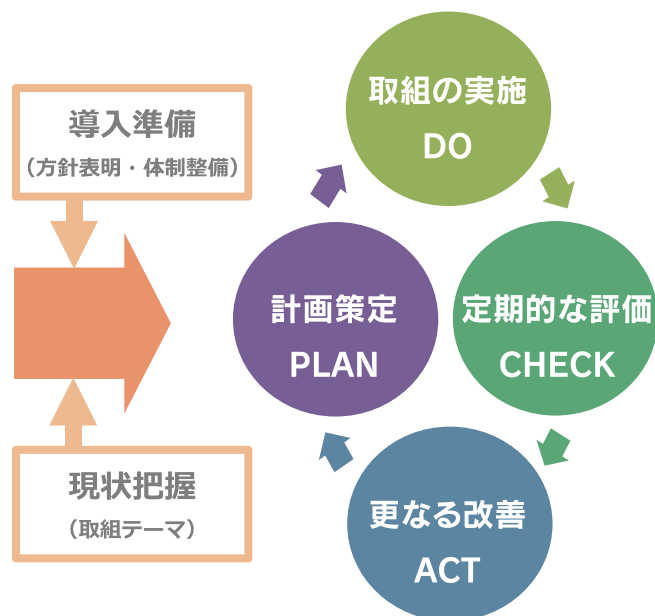 導入準備
（方針表明・体制整備）
現状把握
（取組テーマ）
計画策定
PLAN
取組の実施
DO
定期的な評価
CHECK
更なる改善
ACT